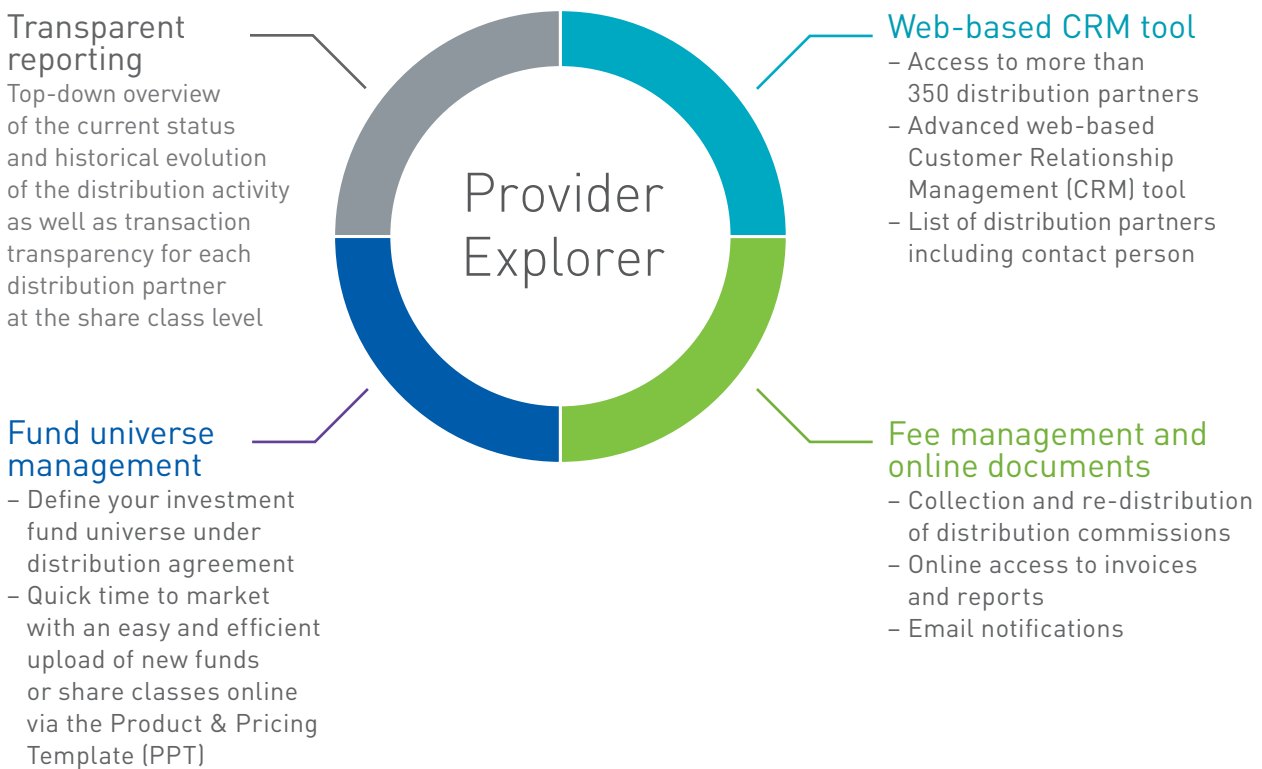 Transparent
reporting
Top-down overview
of the current status
and historical evolution
of the distribution activity
as well as transaction
transparency for each
distribution partner
at the share class level
Provider
Explorer
Web-based CRM tool
– Access to more than
350 distribution partners
– Advanced web-based
Customer Relationship
Management (CRM) tool
– List of distribution partners
including contact person
Fund universe
management
– Define your investment
fund universe under
distribution agreement
– Quick time to market
with an easy and efficient
upload of new funds
or share classes online
via the Product & Pricing
Template (PPT)
Fee management and
online documents
– Collection and re-distribution
of distribution commissions
– Online access to invoices
and reports
– Email notifications